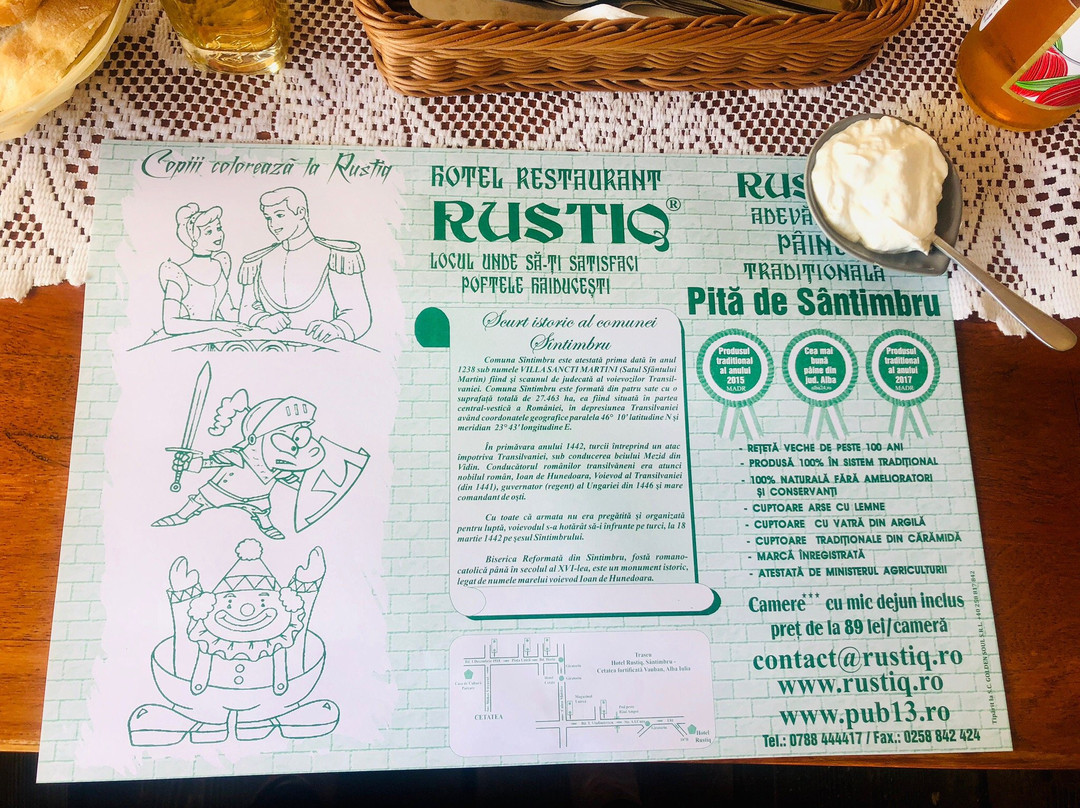 Copiii colorează la Rustiq
HOTEL RESTAURANT
RUSTIQ®
LOCUL UNDE SĂ-ȚI SATISFACI
POFTELE HAIDUCEȘTI
Scurt istoric al comunei
Sîntimbru
Comuna Sîntimbru este atestată prima dată în anul
1238 sub numele VILLA SANCTI MARTINI (Satul Sfântului
Martin) fiind și scaunul de judecată al voievozilor Transil-
vaniei. Comuna Sîntimbru este formată din patru sate cu o
suprafață totală de 27.463 ha, ea fiind situată în partea
central-vestică a României, în depresiunea Transilvaniei
având coordonatele geografice paralela 46° 10' latitudine N și
meridian 23° 43' longitudine E.
În primăvara anului 1442, turcii întreprind un atac
împotriva Transilvaniei, sub conducerea beiului Mezid din
Vidin. Conducătorul românilor transilvăneni era atunci
nobilul român, Ioan de Hunedoara, Voievod al Transilvaniei
(din 1441), guvernator (regent) al Ungariei din 1446 și mare
comandant de oști.
Cu toate că armata nu era pregătită și organizată
pentru luptă, voievodul s-a hotărât să-i înfrunte pe turci, la 18
martie 1442 pe șesul Sîntimbrului.
Biserica Reformată din Sîntimbru, fostă romano-
catolică până în secolul al XVI-lea, este un monument istoric,
legat de numele marelui voievod Ioan de Hunedoara.
Traseu
Hotel Rustiq, Sântimbru -
Cetatea fortificată Vauban, Alba Iulia
CETATEA
Hotel
Rustiq
RUS
ADEVĂ
PÂINE
TRADIȚIONALĂ
Pită de Sântimbru
Produsul
tradițional
al anului
2015
MADR
Cea mai
bună
pâine din
jud. Alba
alba24.ro
Produsul
tradițional
al anului
2017
MADR
- REȚETĂ VECHE DE PESTE 100 ANI
- PRODUSĂ 100% ÎN SISTEM TRADIȚIONAL
- 100% NATURALĂ FĂRĂ AMELIORATORI
ȘI CONSERVANȚI
- CUPTOARE ARSE CU LEMNE
- CUPTOARE CU VATRĂ DIN ARGILĂ
- CUPTOARE TRADIȚIONALE DIN CĂRĂMIDĂ
- MARCĂ ÎNREGISTRATĂ
- ATESTATĂ DE MINISTERUL AGRICULTURII
Camere*** cu mic dejun inclus
preț de la 89 lei/cameră
contact@rustiq.ro
www.rustiq.ro
www.pub13.ro
Tel.: 0788 444417 / Fax.: 0258 842 424
Tipărit la S.C. GOLDEN SOUL S.R.L.